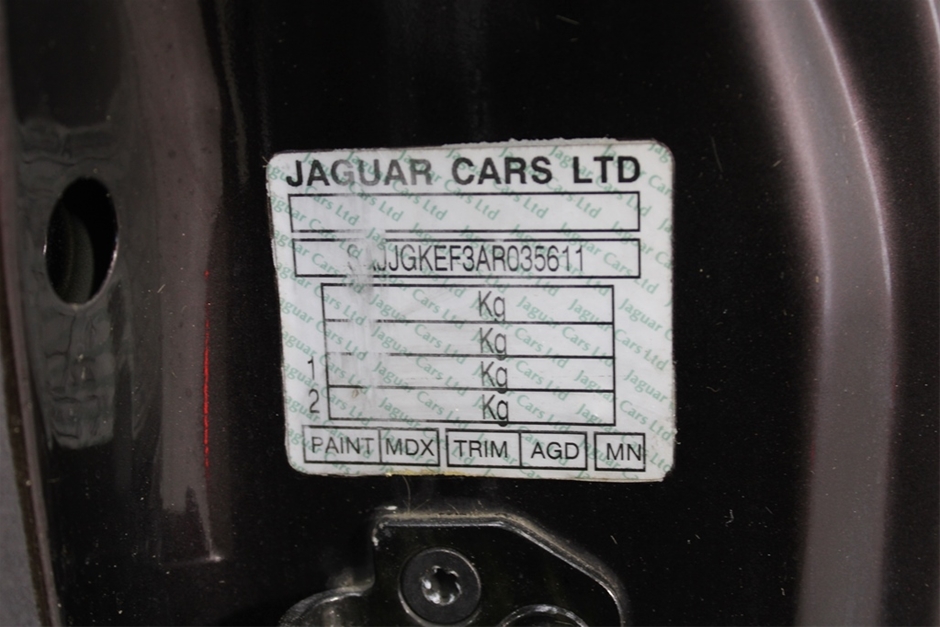 JAGUAR CARS LTD
JJGKEF3AR035611
Kg
Kg
1 Kg
2 Kg
PAINT MDX TRIM AGD MN